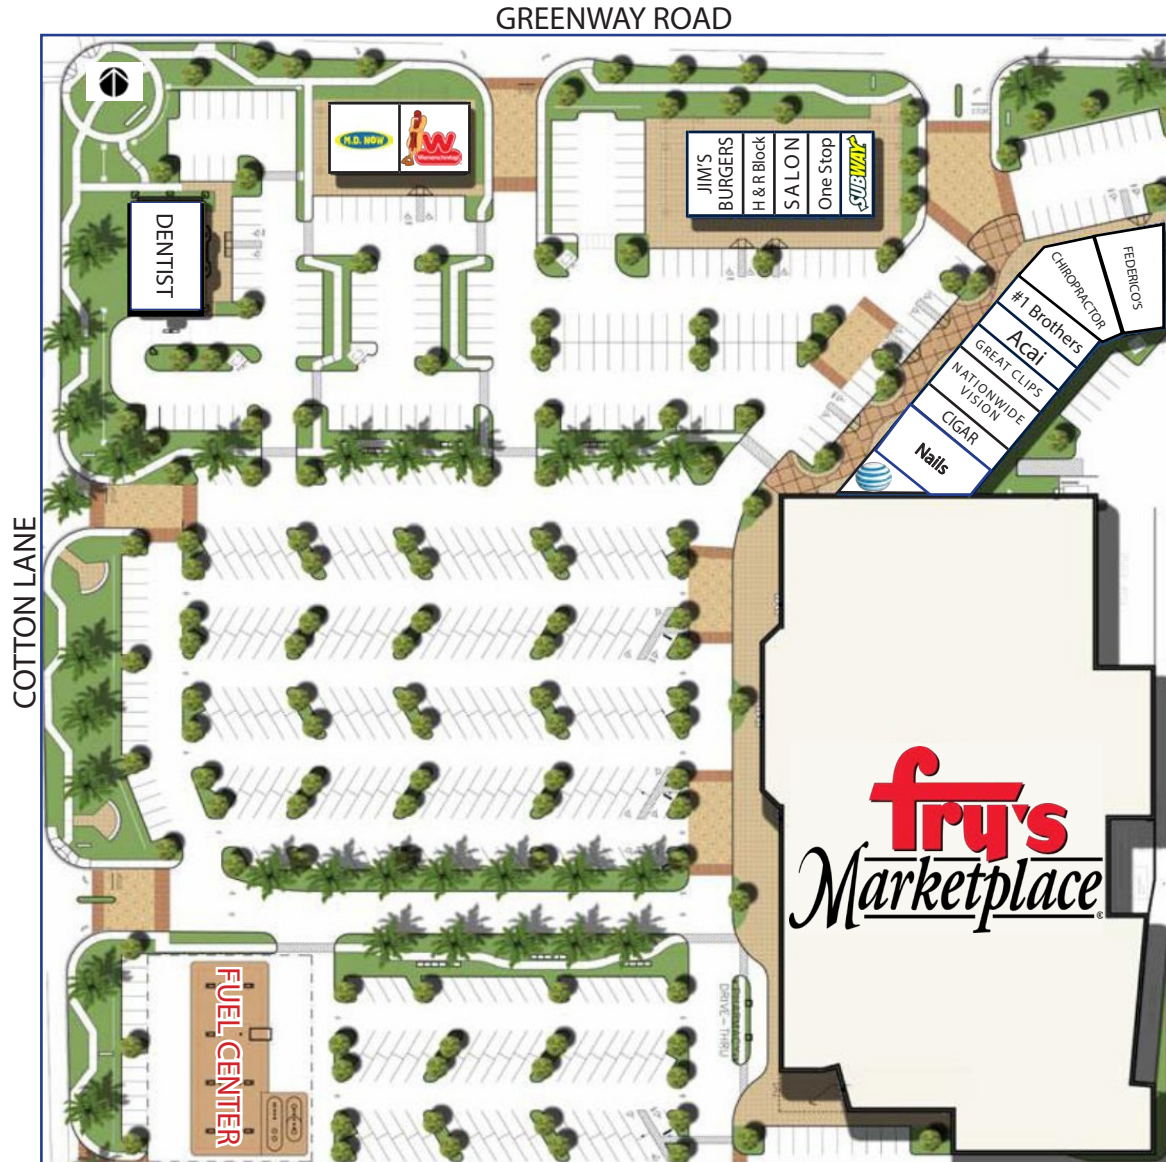 GREENWAY ROAD
COTTON LANE
M.D. NOW
W
Wienerschnitzel
JIM'S
BURGERS
H & R Block
SALON
One Stop
SUBWAY
DENTIST
FEDERICO'S
CHIROPRACTOR
#1 Brothers
Acai
GREAT CLIPS
NATIONWIDE
VISION
CIGAR
Nails
fry's
Marketplace
DRIVE-THRU
FUEL CENTER